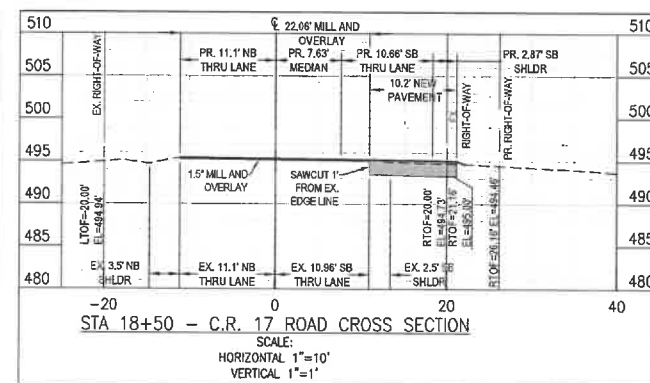 510
℄ 22.06' MILL AND
OVERLAY
510
PR. 11.1' NB
THRU LANE
PR. 7.63'
MEDIAN
PR. 10.66' SB
THRU LANE
PR. 2.87' SB
SHLDR
505
505
10.2' NEW
PAVEMENT
EX. RIGHT-OF-WAY
EX.
RIGHT-OF-WAY
PR. RIGHT-OF-WAY
500
500
495
495
1.5" MILL AND
OVERLAY
SAWCUT 1'
FROM EX.
EDGE LINE
490
490
LTOF=-20.00'
EL=494.94'
RTOF=20.00'
EL=494.73'
RTOF=21.16'
EL=495.00'
RTOF=26.16' EL=494.46'
485
485
EX. 3.5' NB
SHLDR
EX. 11.1' NB
THRU LANE
EX. 10.96' SB
THRU LANE
EX. 2.5' SB
SHLDR
480
480
-20
0
20
40
STA 18+50 - C.R. 17 ROAD CROSS SECTION
SCALE:
HORIZONTAL 1"=10'
VERTICAL 1"=1'